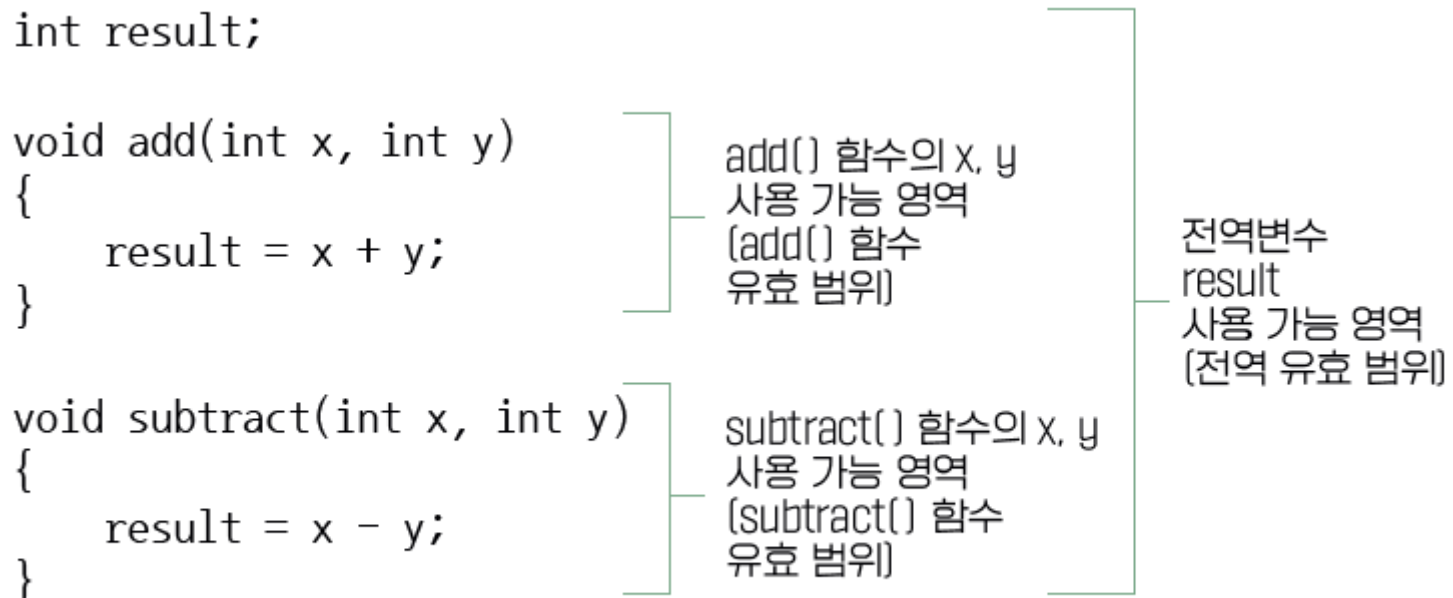 int result;
void add(int x, int y)
{
result = x + y;
}
add() 함수의 x, y
사용 가능 영역
(add() 함수
유효 범위)
void subtract(int x, int y)
{
result = x - y;
}
subtract() 함수의 x, y
사용 가능 영역
(subtract() 함수
유효 범위)
전역변수
result
사용 가능 영역
(전역 유효 범위)